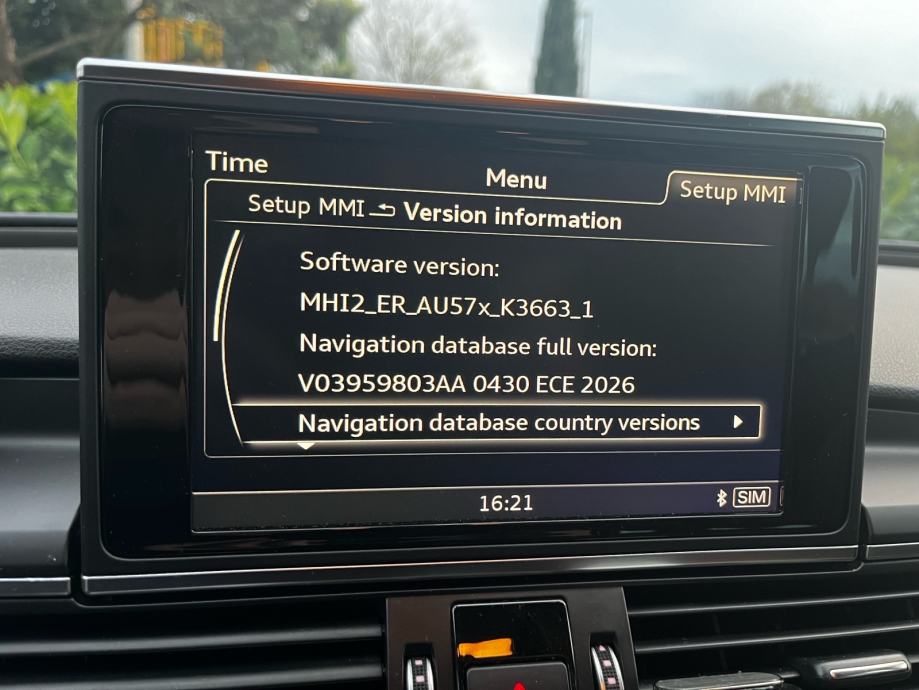 Time
Menu
Setup MMI
Setup MMI Version information
Software version:
MHI2_ER_AU57x_K3663_1
Navigation database full version:
V03959803AA 0430 ECE 2026
Navigation database country versions
16:21
SIM